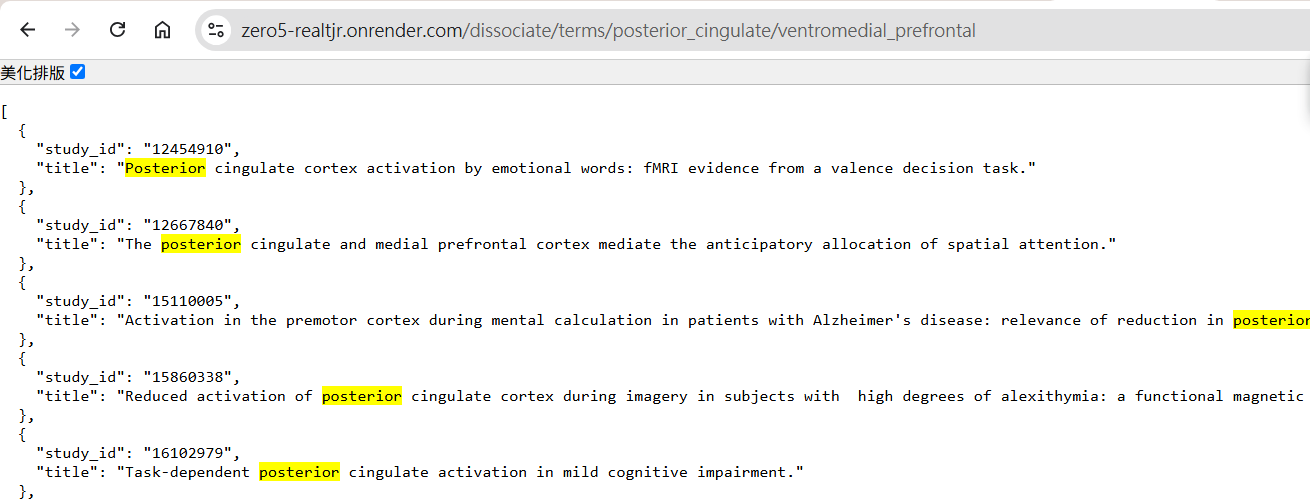 zero5-realtjr.onrender.com/dissociate/terms/posterior_cingulate/ventromedial_prefrontal
美化排版
[
  {
    "study_id": "12454910",
    "title": "Posterior cingulate cortex activation by emotional words: fMRI evidence from a valence decision task."
  },
  {
    "study_id": "12667840",
    "title": "The posterior cingulate and medial prefrontal cortex mediate the anticipatory allocation of spatial attention."
  },
  {
    "study_id": "15110005",
    "title": "Activation in the premotor cortex during mental calculation in patients with Alzheimer's disease: relevance of reduction in posterior
  },
  {
    "study_id": "15860338",
    "title": "Reduced activation of posterior cingulate cortex during imagery in subjects with  high degrees of alexithymia: a functional magnetic
  },
  {
    "study_id": "16102979",
    "title": "Task-dependent posterior cingulate activation in mild cognitive impairment."
  },